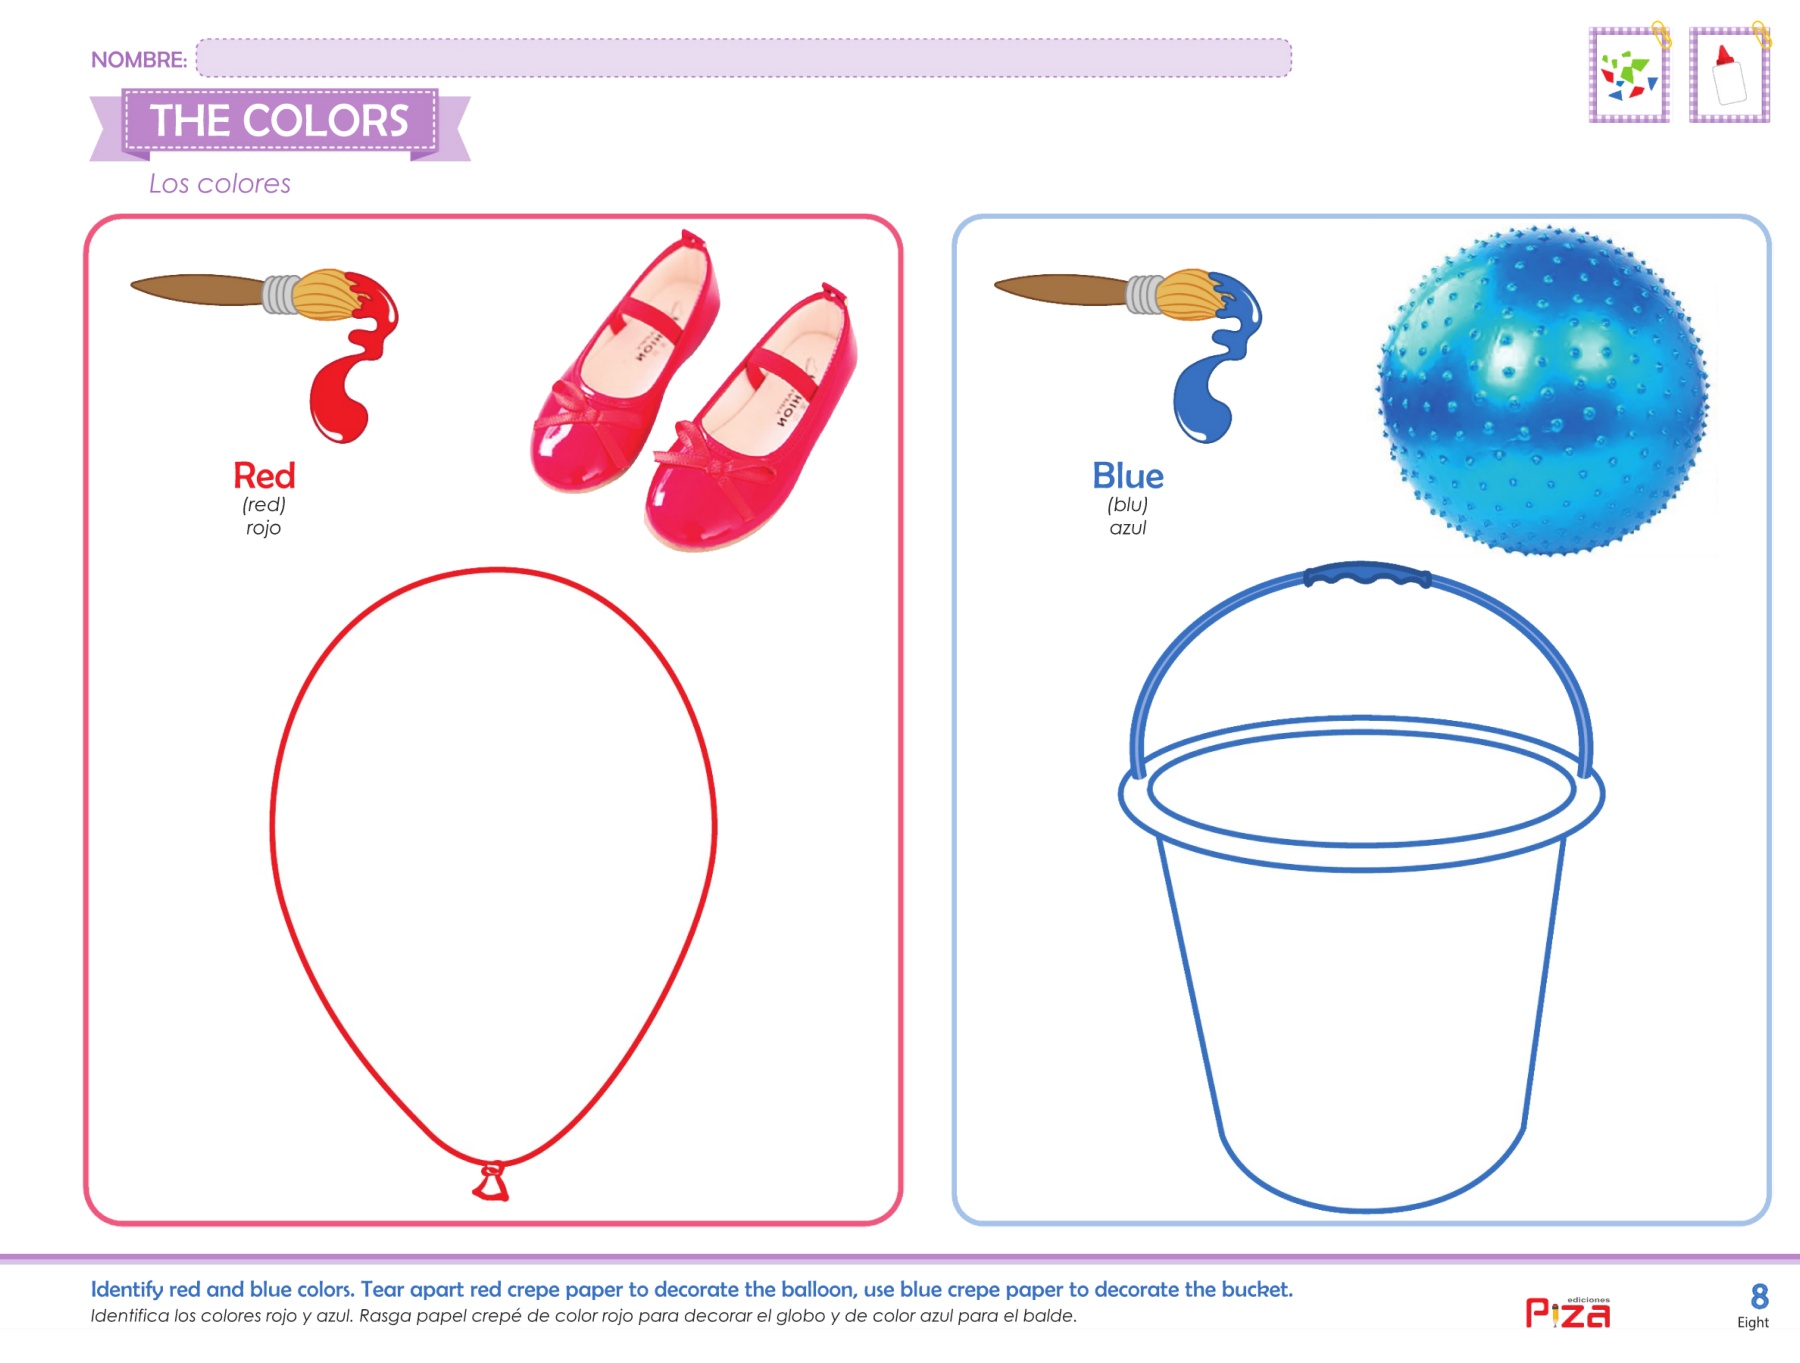 NOMBRE:
THE COLORS
Los colores
Red
(red)
rojo
Blue
(blu)
azul
Identify red and blue colors. Tear apart red crepe paper to decorate the balloon, use blue crepe paper to decorate the bucket.
Identifica los colores rojo y azul. Rasga papel crepé de color rojo para decorar el globo y de color azul para el balde.
ediciones
Piza
8
Eight